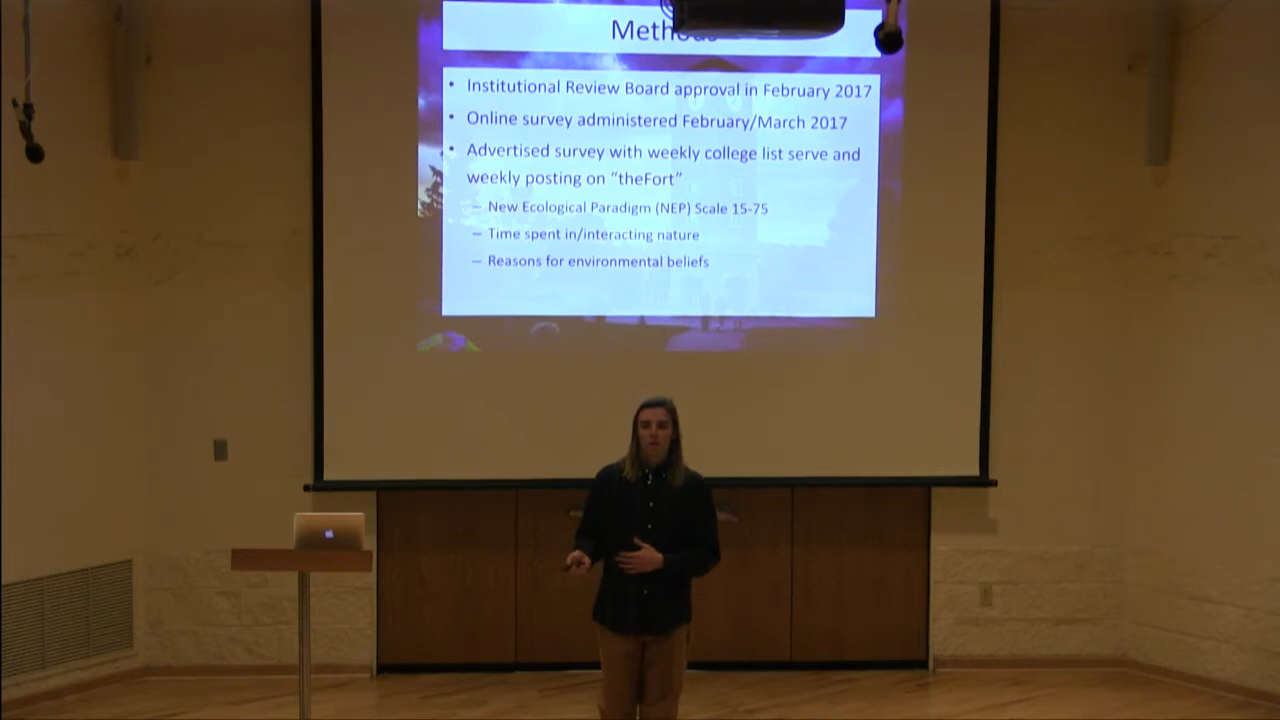 Methods
• Institutional Review Board approval in February 2017
• Online survey administered February/March 2017
• Advertised survey with weekly college list serve and
weekly posting on “theFort”
– New Ecological Paradigm (NEP) Scale 15-75
– Time spent in/interacting nature
– Reasons for environmental beliefs